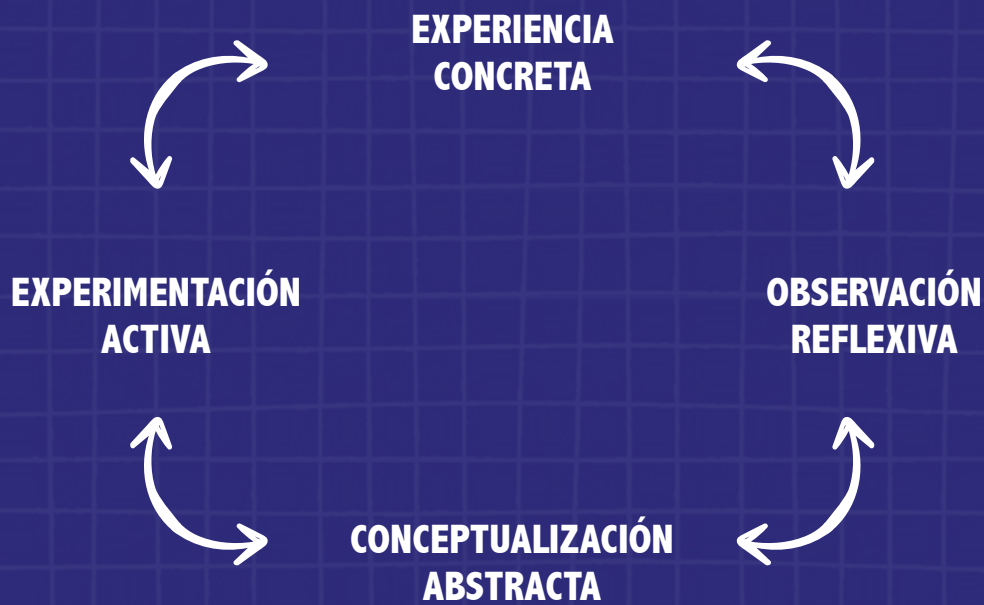 EXPERIENCIA
CONCRETA
EXPERIMENTACIÓN
ACTIVA
OBSERVACIÓN
REFLEXIVA
CONCEPTUALIZACIÓN
ABSTRACTA